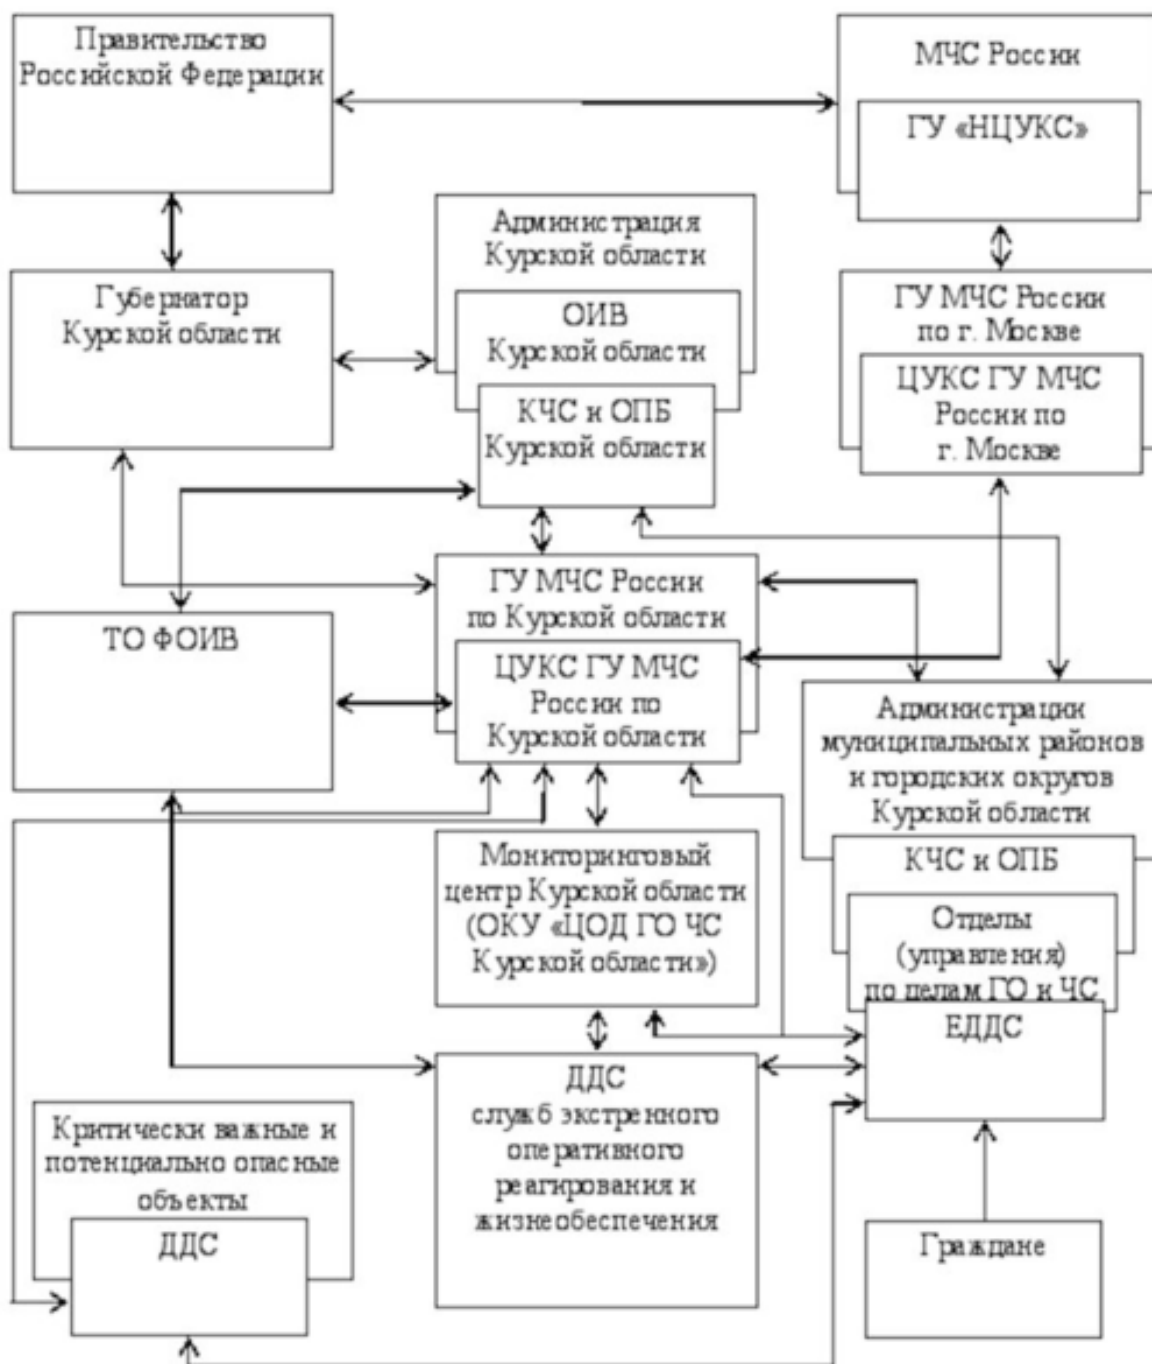 Правительство
Российской Федерации
МЧС России
ГУ «НЦУКС»
Администрация
Курской области
ОИВ
Курской области
КЧС и ОПБ
Курской области
Губернатор
Курской области
ГУ МЧС России
по г. Москве
ЦУКС ГУ МЧС
России по
г. Москве
ГУ МЧС России
по Курской области
ЦУКС ГУ МЧС
России по
Курской области
ТО ФОИВ
Администрации
муниципальных районов
и городских округов
Курской области
КЧС и ОПБ
Отделы
(управления)
по делам ГО и ЧС
ЕДДС
Мониторинговый
центр Курской области
(ОКУ «ЦОД ГО ЧС
Курской области»)
ДДС
служб экстренного
оперативного
реагирования и
жизнеобеспечения
Критически важные и
потенциально опасные
объекты
ДДС
Граждане